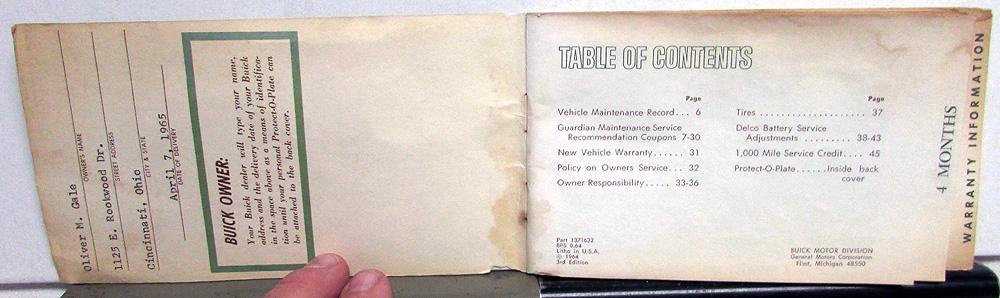 Oliver M. Gale
OWNER'S NAME
1125 E. Rookwood Dr.
STREET ADDRESS
Cincinnati, Ohio
CITY & STATE
April 7, 1965
DATE OF DELIVERY
BUICK OWNER:
Your Buick dealer will type your name,
address and the delivery date of your Buick
in the space above as a means of identifica-
tion until your personal Protect-O-Plate can
be attached to the back cover.
TABLE OF CONTENTS
Page
Vehicle Maintenance Record... 6
Guardian Maintenance Service
Recommendation Coupons 7-30
New Vehicle Warranty...... 31
Policy on Owners Service... 32
Owner Responsibility..... 33-36
Page
Tires ..................... 37
Delco Battery Service
Adjustments ......... 38-43
1,000 Mile Service Credit.... 45
Protect-O-Plate......Inside back
cover
Part 1371632
BPS 0.64
Litho in U.S.A.
© 1964
3rd Edition
BUICK MOTOR DIVISION
General Motors Corporation
Flint, Michigan 48550
4 MONTHS
WARRANTY INFORMATION